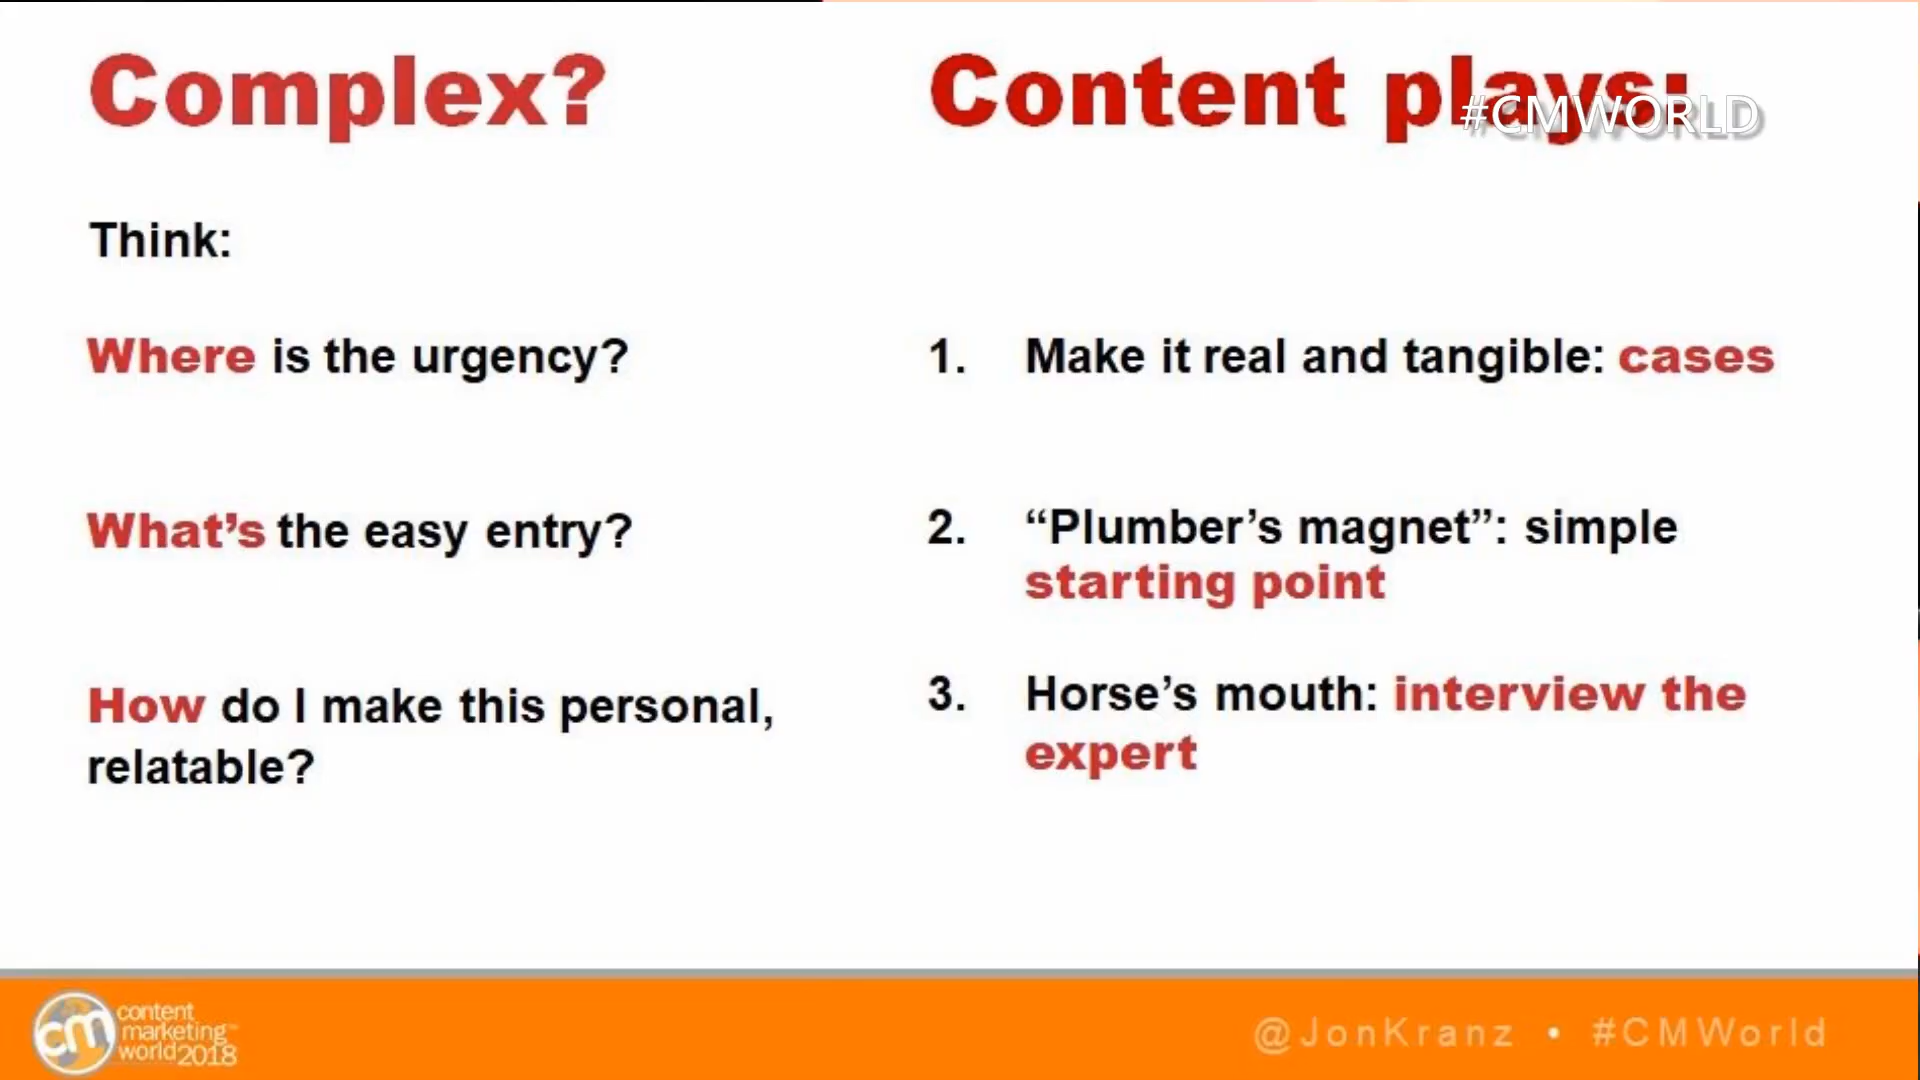 Complex?
Think:
Where is the urgency?
What's the easy entry?
How do I make this personal,
relatable?
Content plays:
#CMWORLD
1. Make it real and tangible: cases
2. “Plumber’s magnet”: simple
starting point
3. Horse’s mouth: interview the
expert
cm
content
marketing™
world2018
@JonKranz • #CMWorld